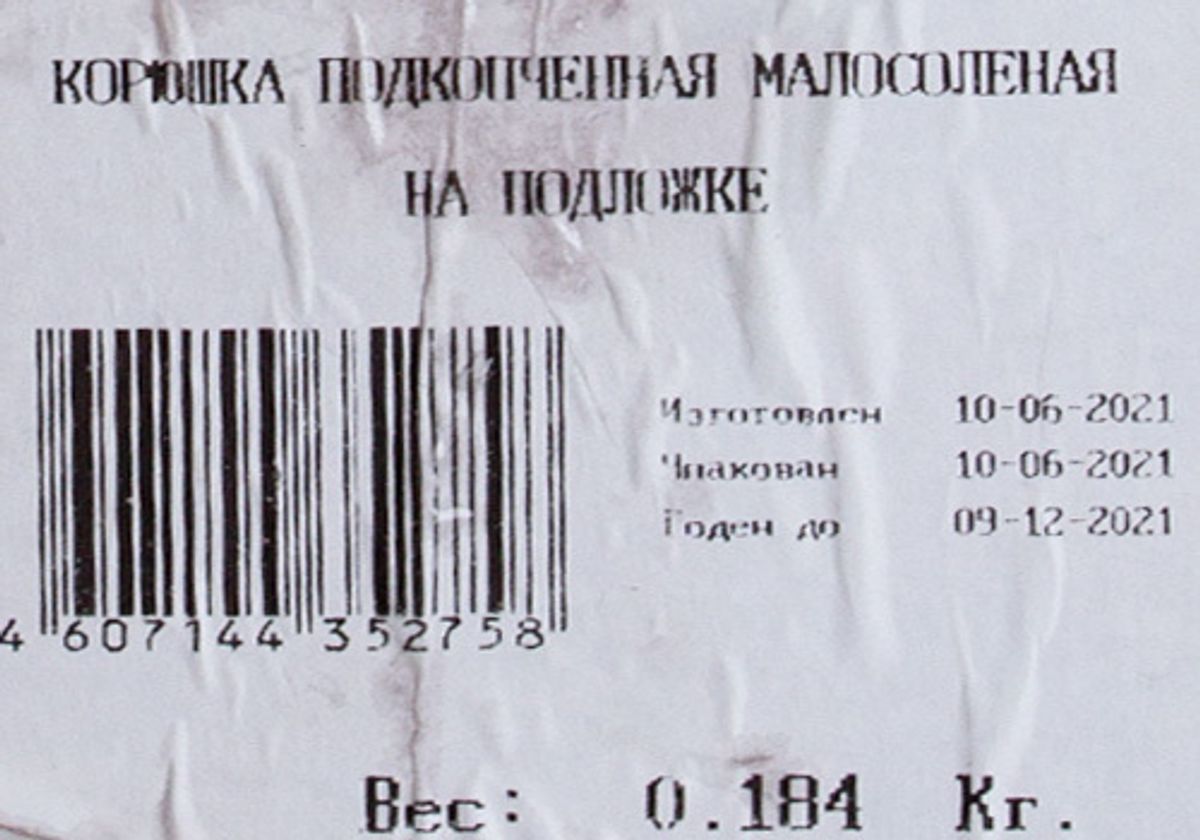 КОРЮШКА ПОДКОПЧЕННАЯ МАЛОСОЛЕНАЯ
НА ПОДЛОЖКЕ
Изготовлен 10-06-2021
Упакован 10-06-2021
Годен до 09-12-2021
4 607144 352758
Вес: 0.184 Кг.